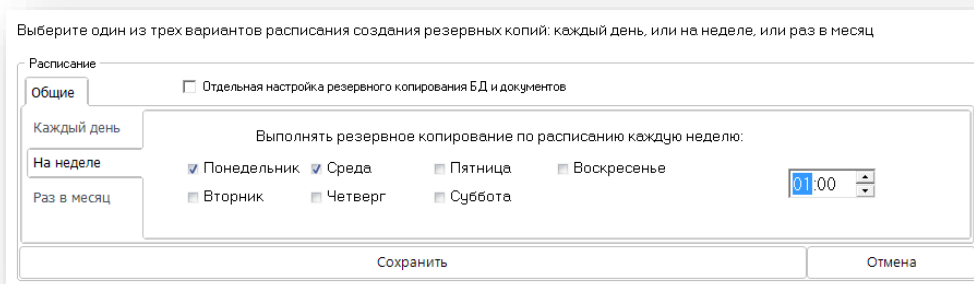 Выберите один из трех вариантов расписания создания резервных копий: каждый день, или на неделе, или раз в месяц
Расписание
Общие
Отдельная настройка резервного копирования БД и документов
Каждый день
Выполнять резервное копирование по расписанию каждую неделю:
На неделе
Понедельник Среда Пятница Воскресенье
01:00
Раз в месяц
Вторник Четверг Суббота
Сохранить Отмена